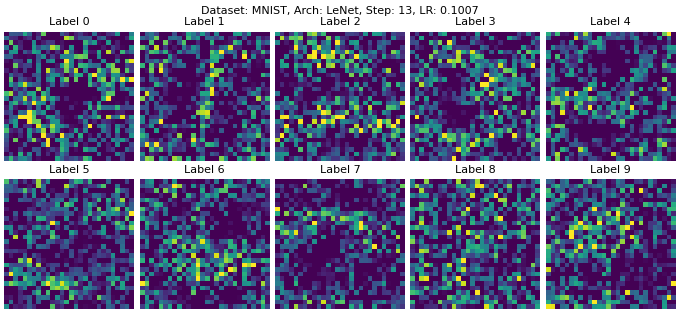 Dataset: MNIST, Arch: LeNet, Step: 13, LR: 0.1007
Label 0 Label 1 Label 2 Label 3 Label 4
Label 5 Label 6 Label 7 Label 8 Label 9